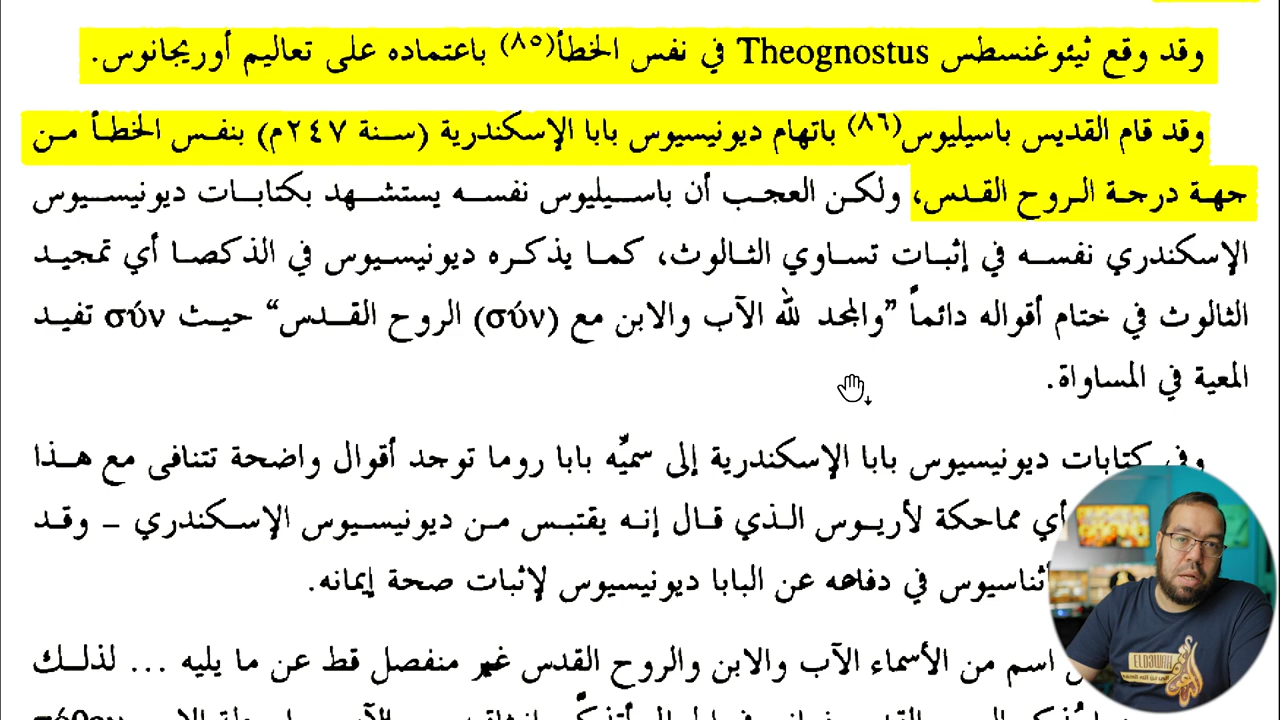 وقد وقع ثيئوغنسطس Theognostus في نفس الخطأ(٨٥) باعتماده على تعاليم أوريجانوس.
وقد قام القديس باسيليوس(٨٦) باتهام ديونيسيوس بابا الإسكندرية (سنة ٢٤٧م) بنفس الخطأ من
جهة درجة الروح القدس، ولكن العجب أن باسيليوس نفسه يستشهد بكتابات ديونيسيوس
الإسكندري نفسه في إثبات تساوي الثالوث، كما يذكره ديونيسيوس في الذكصا أي تمجيد
الثالوث في ختام أقواله دائماً ”والمجد لله الآب والابن مع (σύν) الروح القدس“ حيث σύν تفيد
المعية في المساواة.
وفي كتابات ديونيسيوس بابا الإسكندرية إلى سميِّه بابا روما توجد أقوال واضحة تتنافى مع هذا
أي مماحكة لأريوس الذي قال إنه يقتبس من ديونيسيوس الإسكندري – وقد
أثناسيوس في دفاعه عن البابا ديونيسيوس لإثبات صحة إيمانه.
اسم من الأسماء الآب والابن والروح القدس غير منفصل قط عن ما يليه ... لذلك
ELDɜWAH